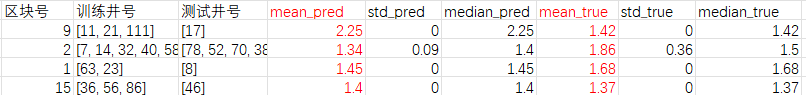 区块号 训练井号 测试井号 mean_pred std_pred median_pred mean_true std_true median_true
9 [11, 21, 111] [17] 2.25 0 2.25 1.42 0 1.42
2 [7, 14, 32, 40, 58 [78, 52, 70, 38 1.34 0.09 1.4 1.86 0.36 1.5
1 [63, 23] [8] 1.45 0 1.45 1.68 0 1.68
15 [36, 56, 86] [46] 1.4 0 1.4 1.37 0 1.37